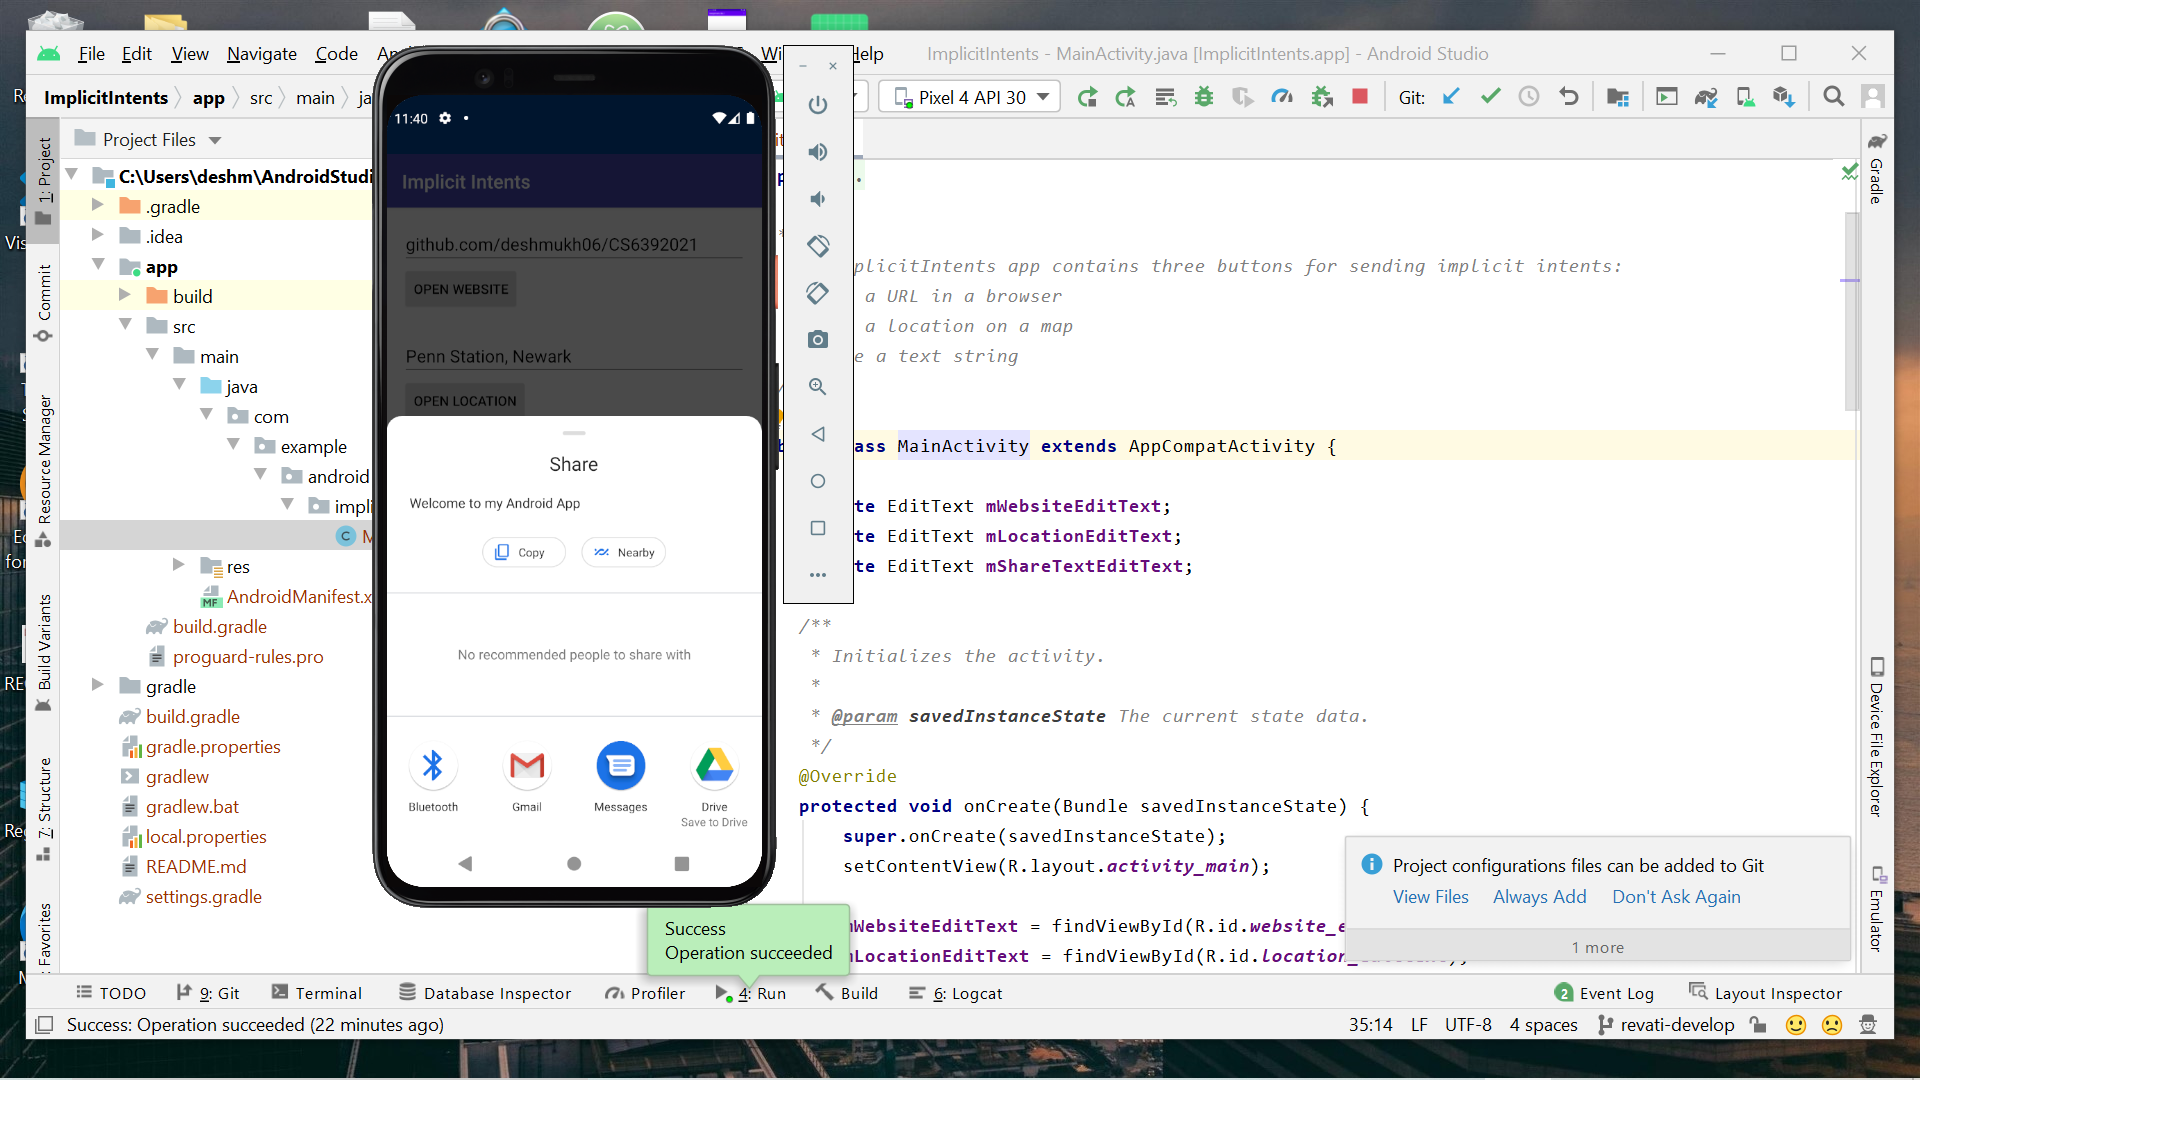 File Edit View Navigate Code
ImplicitIntents - MainActivity.java [ImplicitIntents.app] - Android Studio
ImplicitIntents app src main
Pixel 4 API 30
Git:
Project Files
C:\Users\deshm\AndroidStudi
.gradle
.idea
app
build
src
main
java
com
example
android
impli
res
AndroidManifest.x
build.gradle
proguard-rules.pro
gradle
build.gradle
gradle.properties
gradlew
gradlew.bat
local.properties
README.md
settings.gradle
1: Project
Commit
Resource Manager
Build Variants
7: Structure
Favorites
11:40
Implicit Intents
github.com/deshmukh06/CS6392021
OPEN WEBSITE
Penn Station, Newark
OPEN LOCATION
Share
Welcome to my Android App
Copy Nearby
No recommended people to share with
Bluetooth Gmail Messages Drive
Save to Drive
plicitIntents app contains three buttons for sending implicit intents:
a URL in a browser
a location on a map
e a text string
ass MainActivity extends AppCompatActivity {
te EditText mWebsiteEditText;
te EditText mLocationEditText;
te EditText mShareTextEditText;
/**
* Initializes the activity.
*
* @param savedInstanceState The current state data.
*/
@Override
protected void onCreate(Bundle savedInstanceState) {
super.onCreate(savedInstanceState);
setContentView(R.layout.activity_main);
WebsiteEditText = findViewById(R.id.website_e
LocationEditText = findViewById(R.id.location_
Project configurations files can be added to Git
View Files Always Add Don't Ask Again
1 more
Success
Operation succeeded
Gradle
Device File Explorer
Emulator
TODO 9: Git Terminal Database Inspector Profiler 4: Run Build 6: Logcat Event Log Layout Inspector
2
Success: Operation succeeded (22 minutes ago)
35:14 LF UTF-8 4 spaces revati-develop